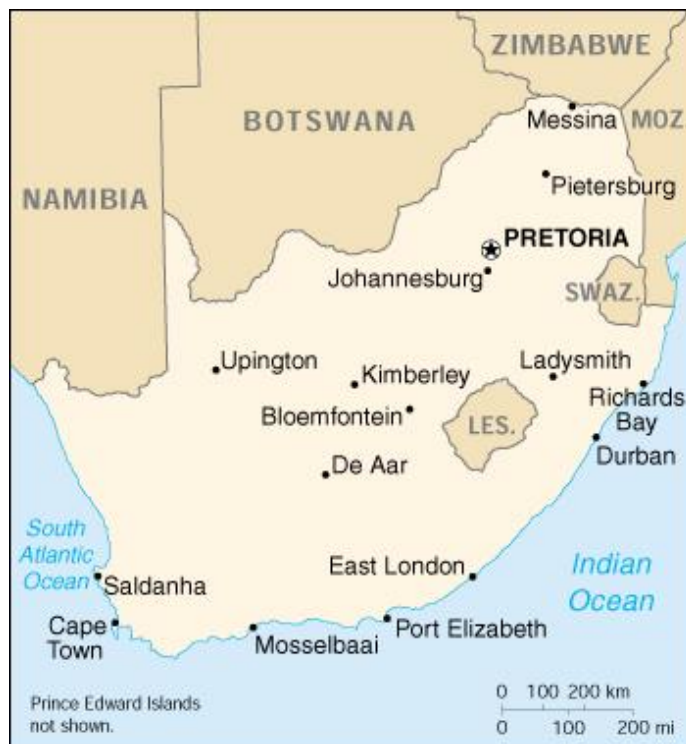 ZIMBABWE
BOTSWANA
Messina
MOZ.
NAMIBIA
Pietersburg
PRETORIA
Johannesburg
SWAZ.
Upington
Kimberley
Ladysmith
Richards
Bay
Bloemfontein
LES.
Durban
De Aar
South
Atlantic
Ocean
Saldanha
East London
Indian
Ocean
Cape
Town
Mosselbaai
Port Elizabeth
Prince Edward Islands
not shown.
0 100 200 km
0 100 200 mi